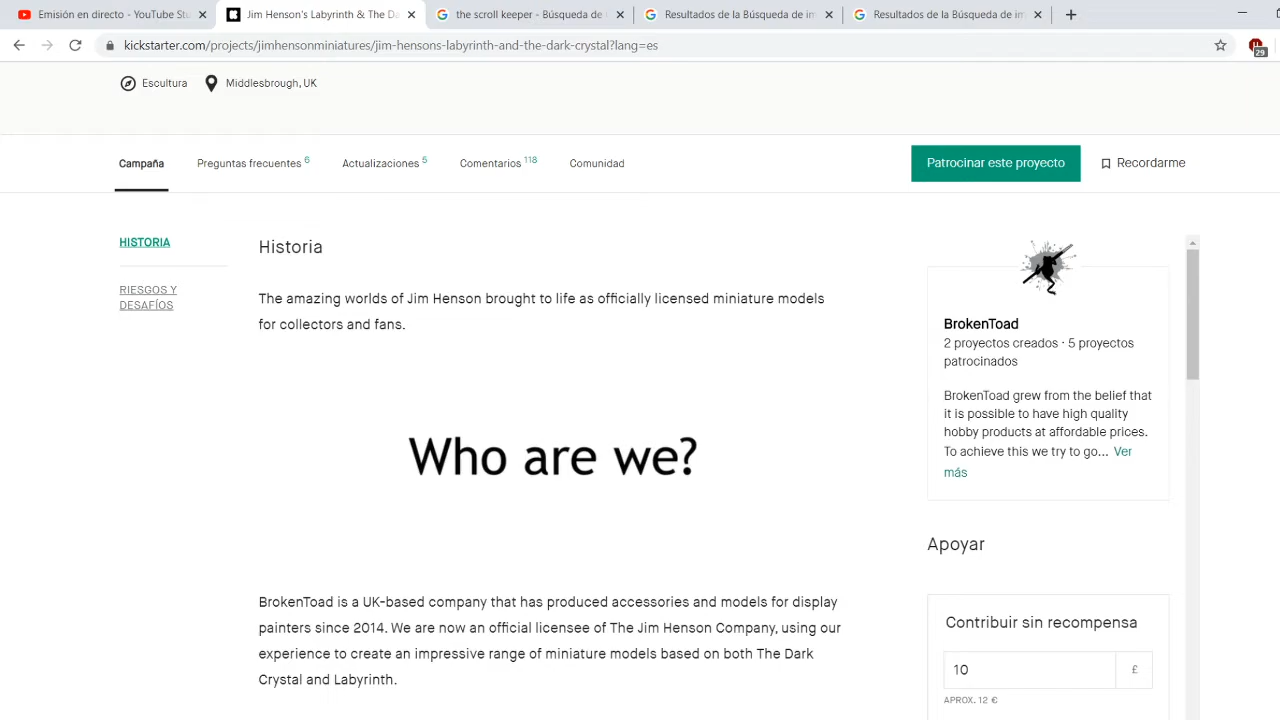 Emisión en directo - YouTube Stu
Jim Henson's Labyrinth & The Da
the scroll keeper - Búsqueda de
Resultados de la Búsqueda de im
Resultados de la Búsqueda de im
kickstarter.com/projects/jimhensonminiatures/jim-hensons-labyrinth-and-the-dark-crystal?lang=es
29
Escultura
Middlesbrough, UK
Campaña
Preguntas frecuentes 6
Actualizaciones 5
Comentarios 118
Comunidad
Patrocinar este proyecto
Recordarme
HISTORIA
RIESGOS Y
DESAFÍOS
Historia
The amazing worlds of Jim Henson brought to life as officially licensed miniature models
for collectors and fans.
Who are we?
BrokenToad is a UK-based company that has produced accessories and models for display
painters since 2014. We are now an official licensee of The Jim Henson Company, using our
experience to create an impressive range of miniature models based on both The Dark
Crystal and Labyrinth.
BrokenToad
2 proyectos creados · 5 proyectos
patrocinados
BrokenToad grew from the belief that
it is possible to have high quality
hobby products at affordable prices.
To achieve this we try to go... Ver
más
Apoyar
Contribuir sin recompensa
10
£
APROX. 12 €